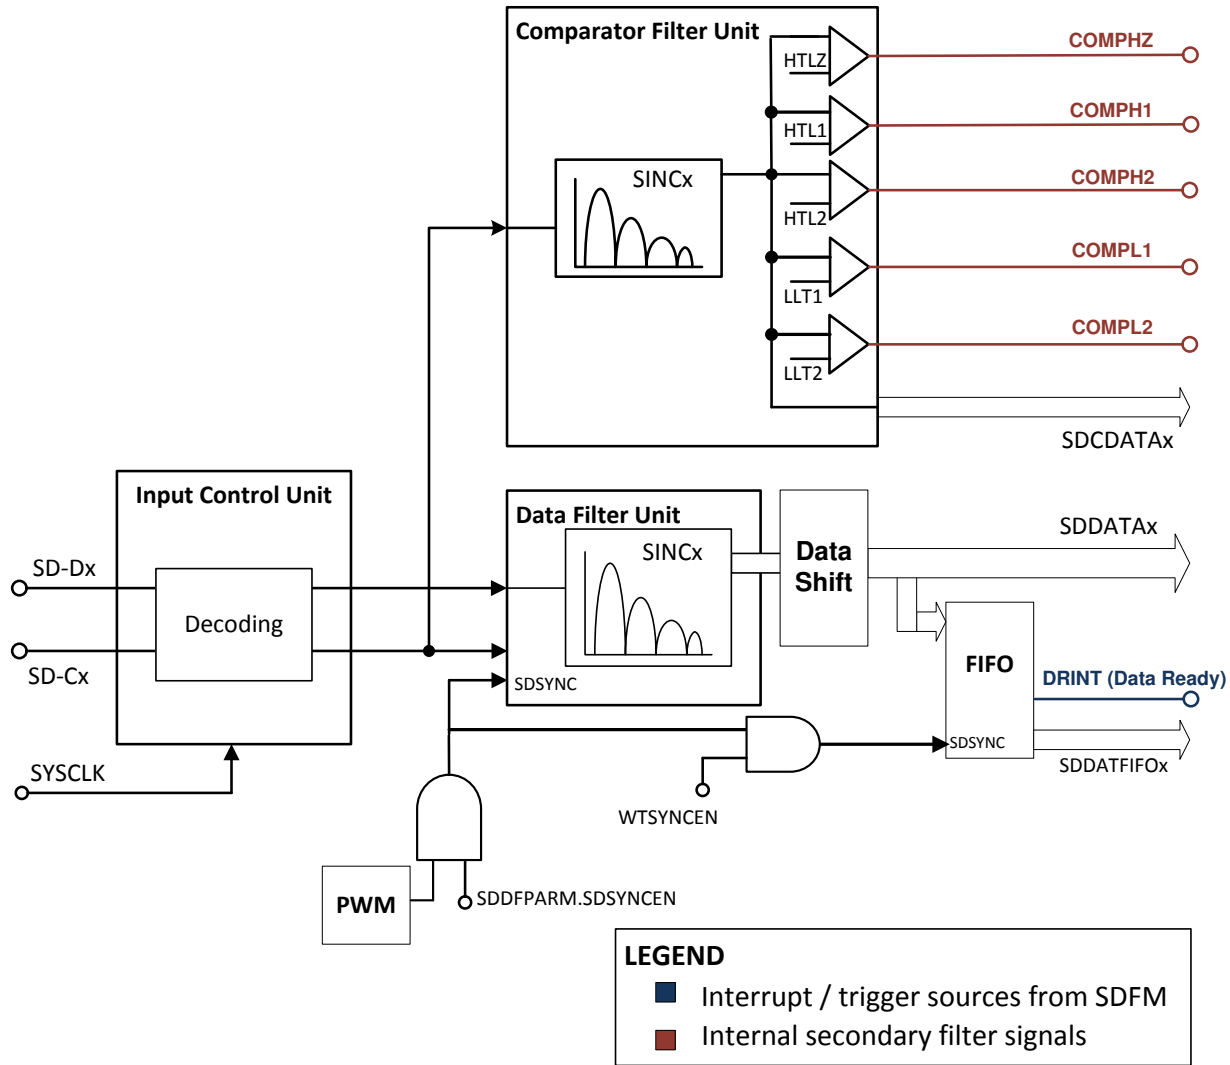 Comparator Filter Unit
COMPHZ
HTLZ
COMPH1
HTL1
SINCx
COMPH2
HTL2
COMPL1
LLT1
COMPL2
LLT2
SDCDATAx
Input Control Unit
Data Filter Unit
SDDATAx
SINCx
Data
Shift
SD-Dx
Decoding
FIFO
SD-Cx
SDSYNC
DRINT (Data Ready)
SDSYNC
SDDATFIFOx
SYSCLK
WTSYNCEN
PWM
SDDFPARM.SDSYNCEN
LEGEND
Interrupt / trigger sources from SDFM
Internal secondary filter signals